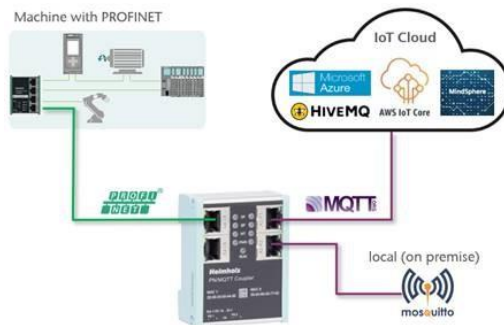 Machine with PROFINET
IoT Cloud
Microsoft
Azure
HIVEMQ
AWS IoT Core
MindSphere
PROFI
NET
MQTT
Helmholz
PN/MQTT Coupler
local (on premise)
mosquitto